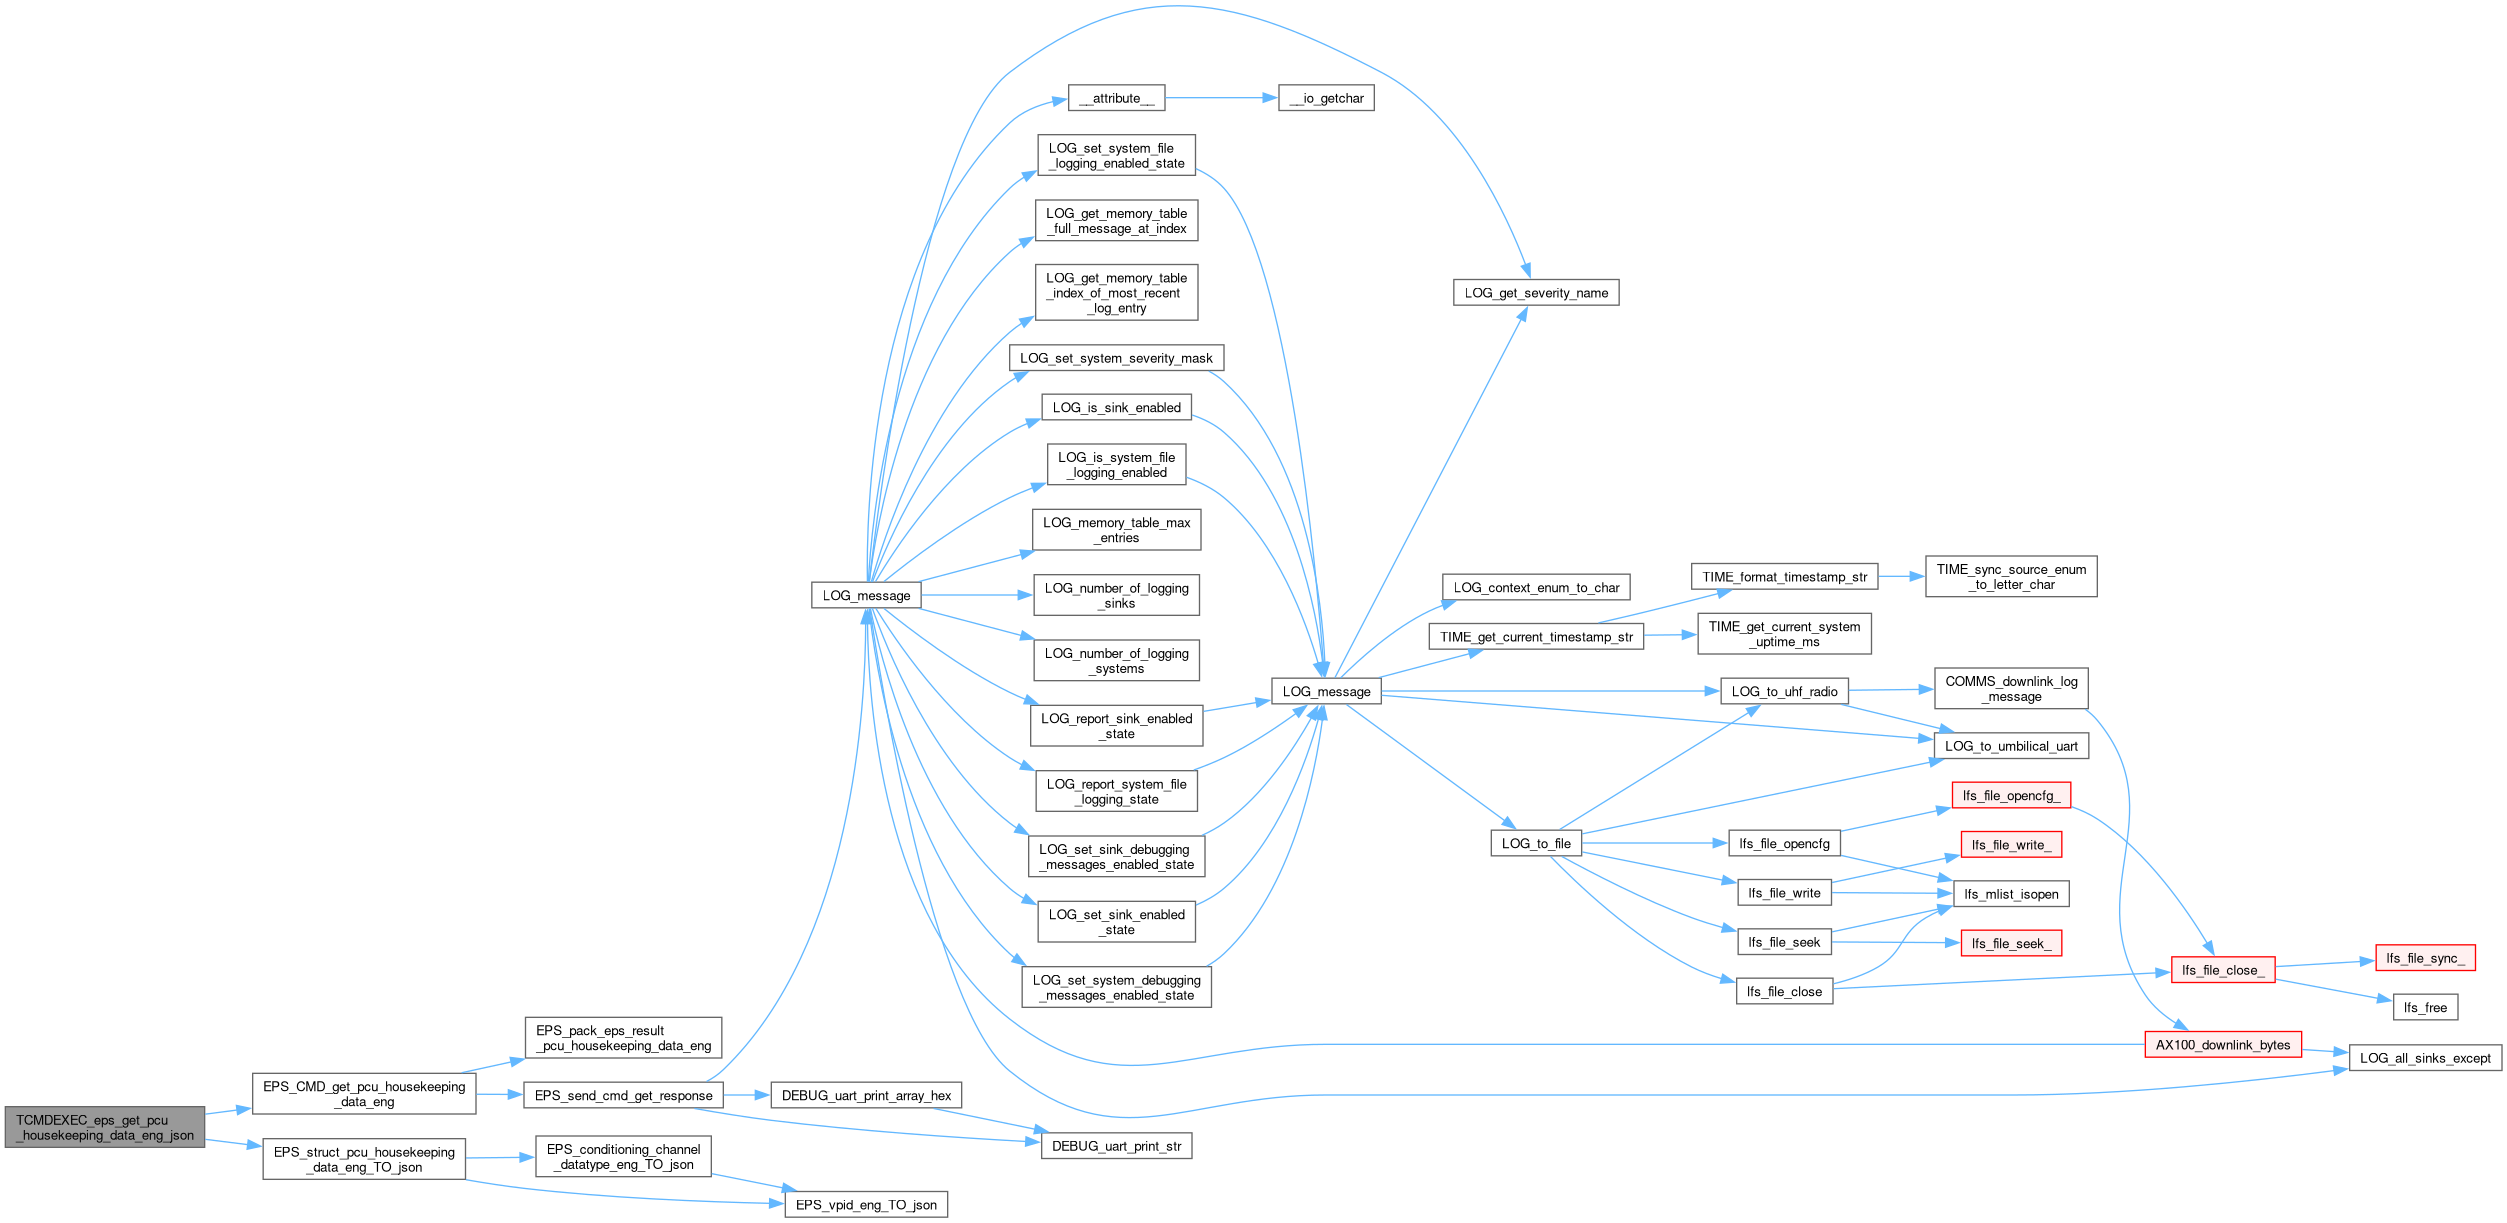 TCMDEXEC_eps_get_pcu
_housekeeping_data_eng_json
EPS_CMD_get_pcu_housekeeping
_data_eng
EPS_struct_pcu_housekeeping
_data_eng_TO_json
EPS_pack_eps_result
_pcu_housekeeping_data_eng
EPS_send_cmd_get_response
EPS_conditioning_channel
_datatype_eng_TO_json
DEBUG_uart_print_array_hex
EPS_vpid_eng_TO_json
LOG_message
__attribute__
LOG_set_system_file
_logging_enabled_state
LOG_get_memory_table
_full_message_at_index
LOG_get_memory_table
_index_of_most_recent
_log_entry
LOG_set_system_severity_mask
LOG_is_sink_enabled
LOG_is_system_file
_logging_enabled
LOG_memory_table_max
_entries
LOG_number_of_logging
_sinks
LOG_number_of_logging
_systems
LOG_report_sink_enabled
_state
LOG_report_system_file
_logging_state
LOG_set_sink_debugging
_messages_enabled_state
LOG_set_sink_enabled
_state
LOG_set_system_debugging
_messages_enabled_state
DEBUG_uart_print_str
__io_getchar
LOG_message
LOG_get_severity_name
LOG_context_enum_to_char
TIME_get_current_timestamp_str
LOG_to_file
TIME_format_timestamp_str
TIME_get_current_system
_uptime_ms
LOG_to_uhf_radio
lfs_file_opencfg
lfs_file_write
lfs_file_seek
lfs_file_close
TIME_sync_source_enum
_to_letter_char
COMMS_downlink_log
_message
LOG_to_umbilical_uart
lfs_file_opencfg_
lfs_file_write_
lfs_mlist_isopen
lfs_file_seek_
lfs_file_close_
AX100_downlink_bytes
lfs_file_sync_
lfs_free
LOG_all_sinks_except